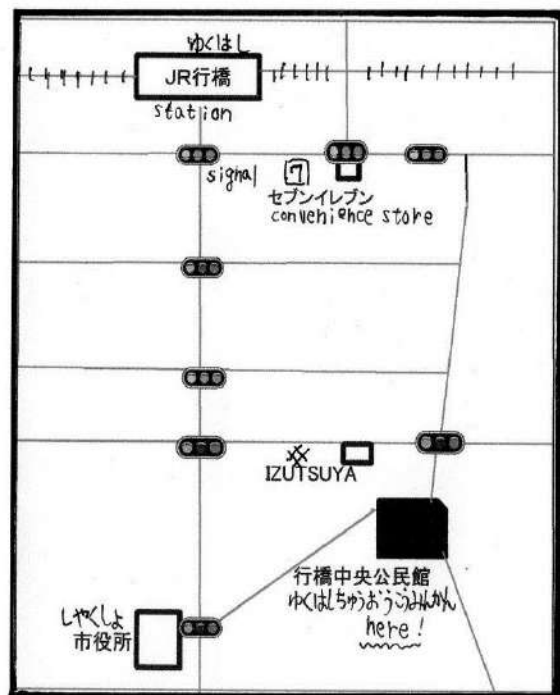 ゆくはし
JR行橋
station
signal
7
セブンイレブン
convenience store
IZUTSUYA
行橋中央公民館
ゆくはしちゅうおうこうみんかん
here!
しやくしょ
市役所